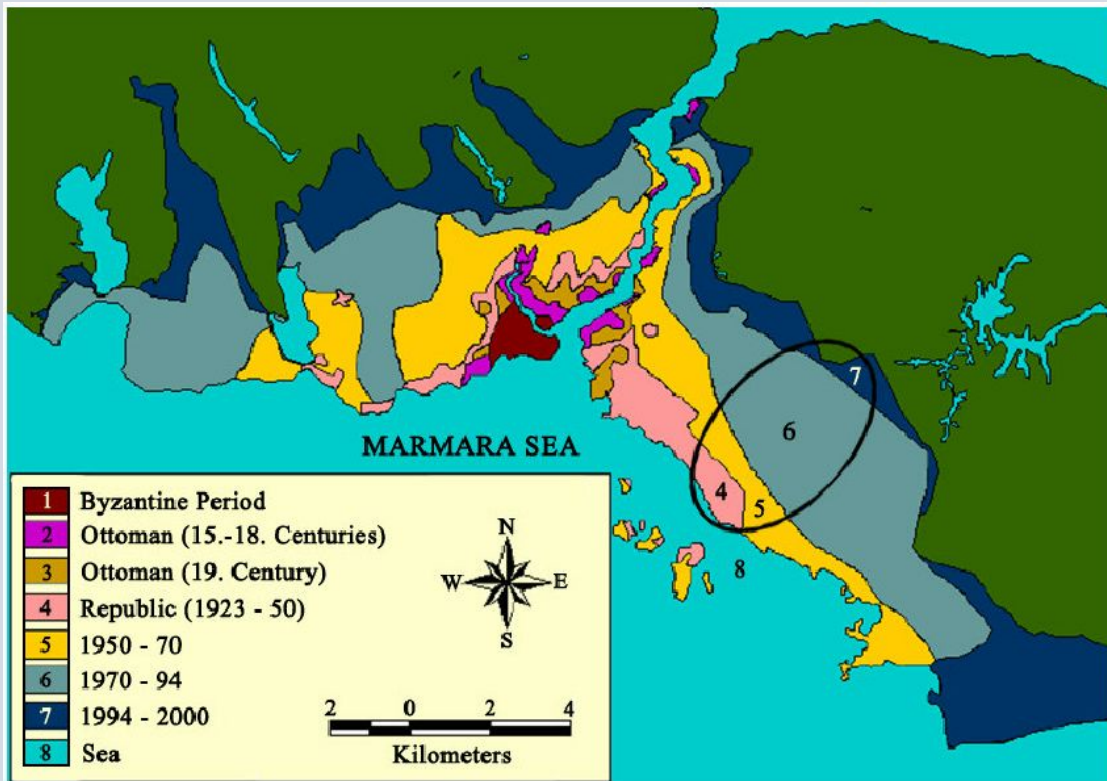 7
6
4
5
8
MARMARA SEA
1 Byzantine Period
2 Ottoman (15.-18. Centuries)
3 Ottoman (19. Century)
4 Republic (1923 - 50)
5 1950 - 70
6 1970 - 94
7 1994 - 2000
8 Sea
N
W E
S
2 0 2 4
Kilometers